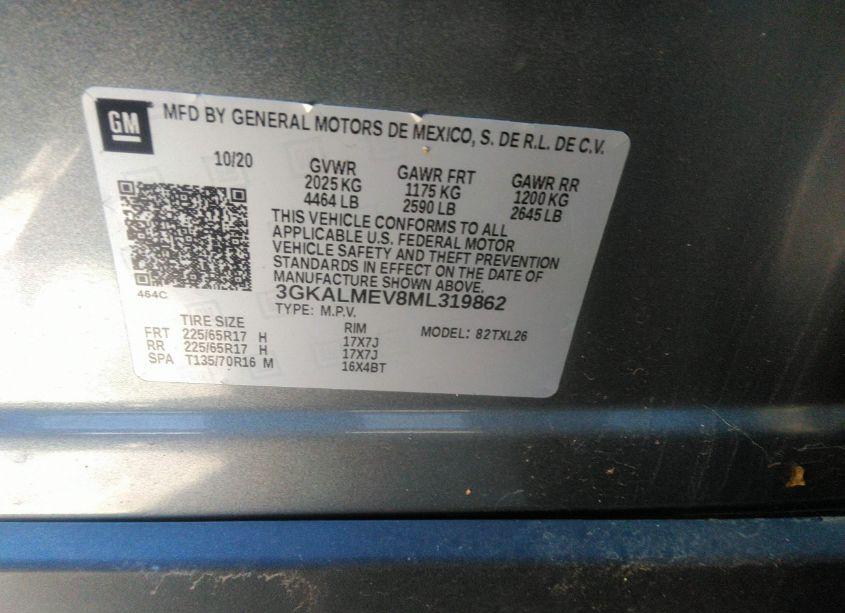 GM
MFD BY GENERAL MOTORS DE MEXICO, S. DE R.L. DE C.V.
10/20 GVWR GAWR FRT GAWR RR
2025 KG 1175 KG 1200 KG
4464 LB 2590 LB 2645 LB
THIS VEHICLE CONFORMS TO ALL
APPLICABLE U.S. FEDERAL MOTOR
VEHICLE SAFETY AND THEFT PREVENTION
STANDARDS IN EFFECT ON THE DATE OF
MANUFACTURE SHOWN ABOVE.
464C 3GKALMEV8ML319862
TYPE: M.P.V. MODEL: 82TXL26
TIRE SIZE RIM
FRT 225/65R17 H 17X7J
RR 225/65R17 H 17X7J
SPA T135/70R16 M 16X4BT